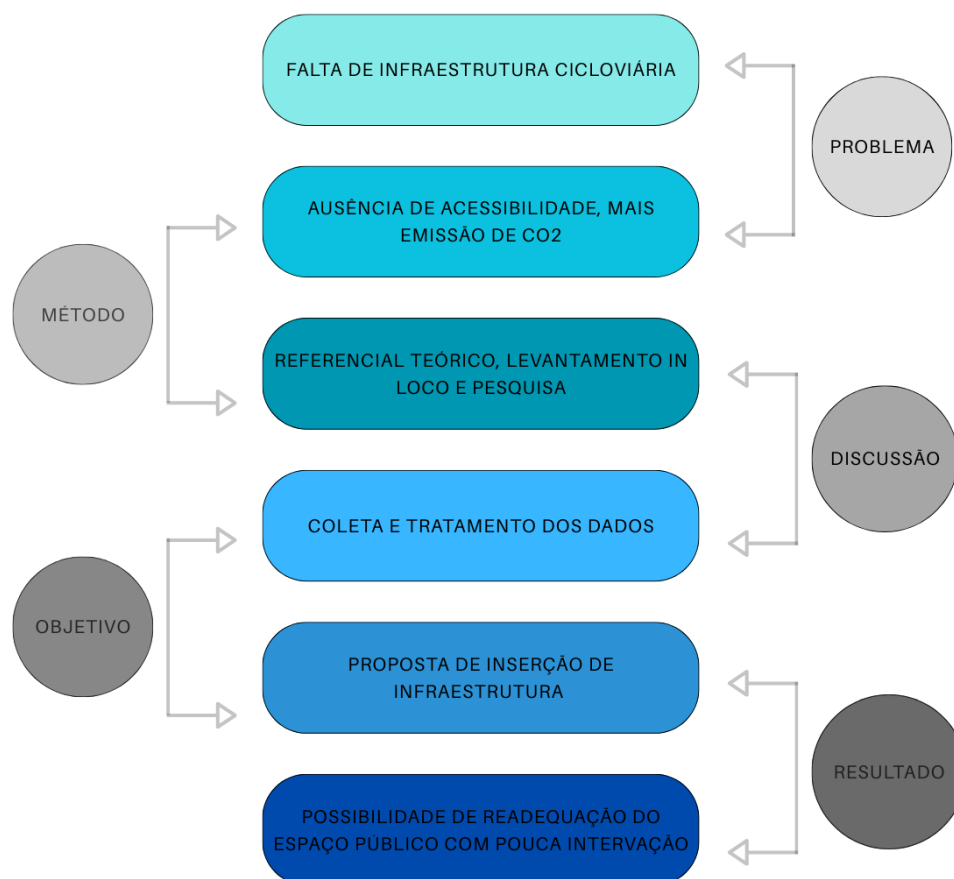 FALTA DE INFRAESTRUTURA CICLOVIÁRIA
PROBLEMA
AUSÊNCIA DE ACESSIBILIDADE, MAIS
EMISSÃO DE CO2
MÉTODO
REFERENCIAL TEÓRICO, LEVANTAMENTO IN
LOCO E PESQUISA
DISCUSSÃO
COLETA E TRATAMENTO DOS DADOS
OBJETIVO
PROPOSTA DE INSERÇÃO DE
INFRAESTRUTURA
RESULTADO
POSSIBILIDADE DE READEQUAÇÃO DO
ESPAÇO PÚBLICO COM POUCA INTERVAÇÃO